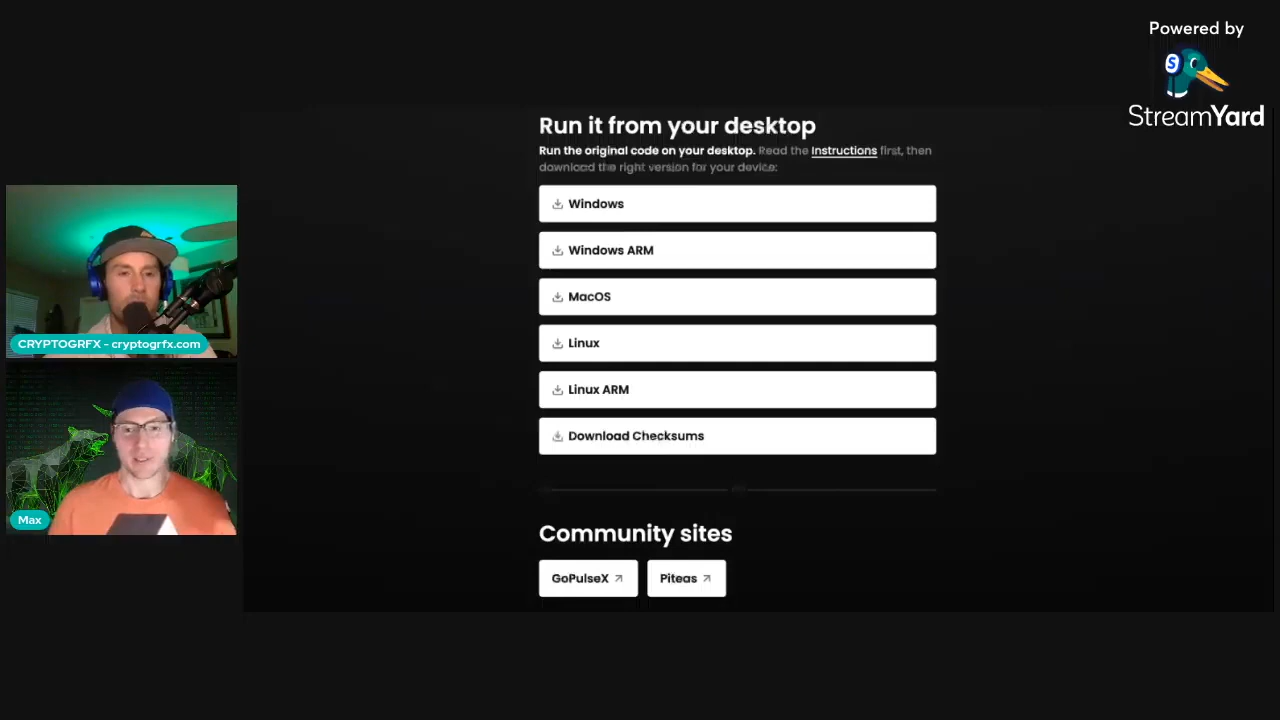 Powered by
StreamYard
Run it from your desktop
Run the original code on your desktop. Read the Instructions first, then
download the right version for your device:
Windows
Windows ARM
MacOS
Linux
Linux ARM
Download Checksums
Community sites
GoPulseX
Piteas
CRYPTOGRFX - cryptogrfx.com
Max
S